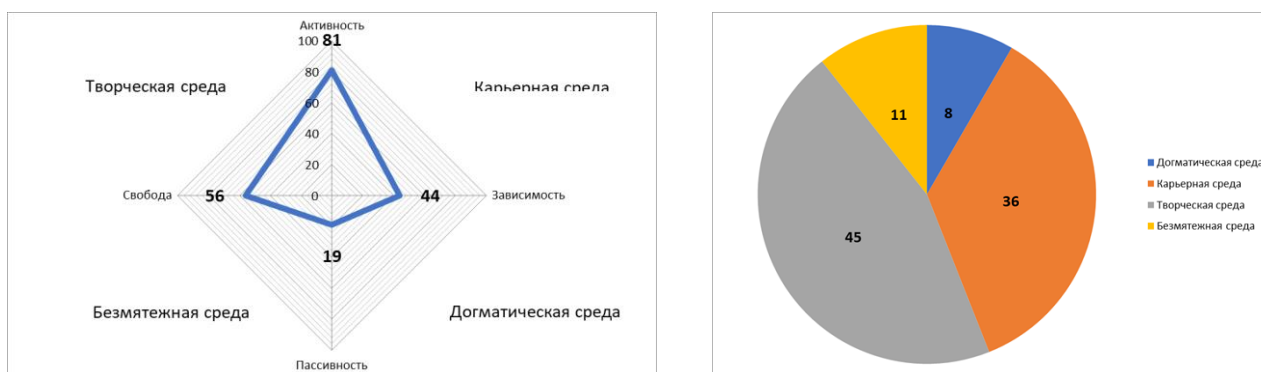 Активность
100
81
80
60
40
20
0
Творческая среда
Карьерная среда
Свобода
56
44
Зависимость
19
Безмятежная среда
Догматическая среда
Пассивность
11
8
36
45
Догматическая среда
Карьерная среда
Творческая среда
Безмятежная среда